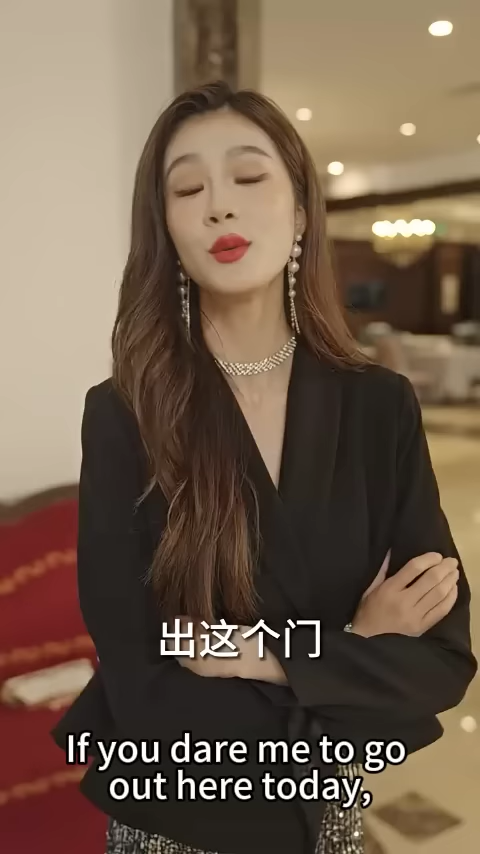 出这个门
If you dare me to go
out here today,